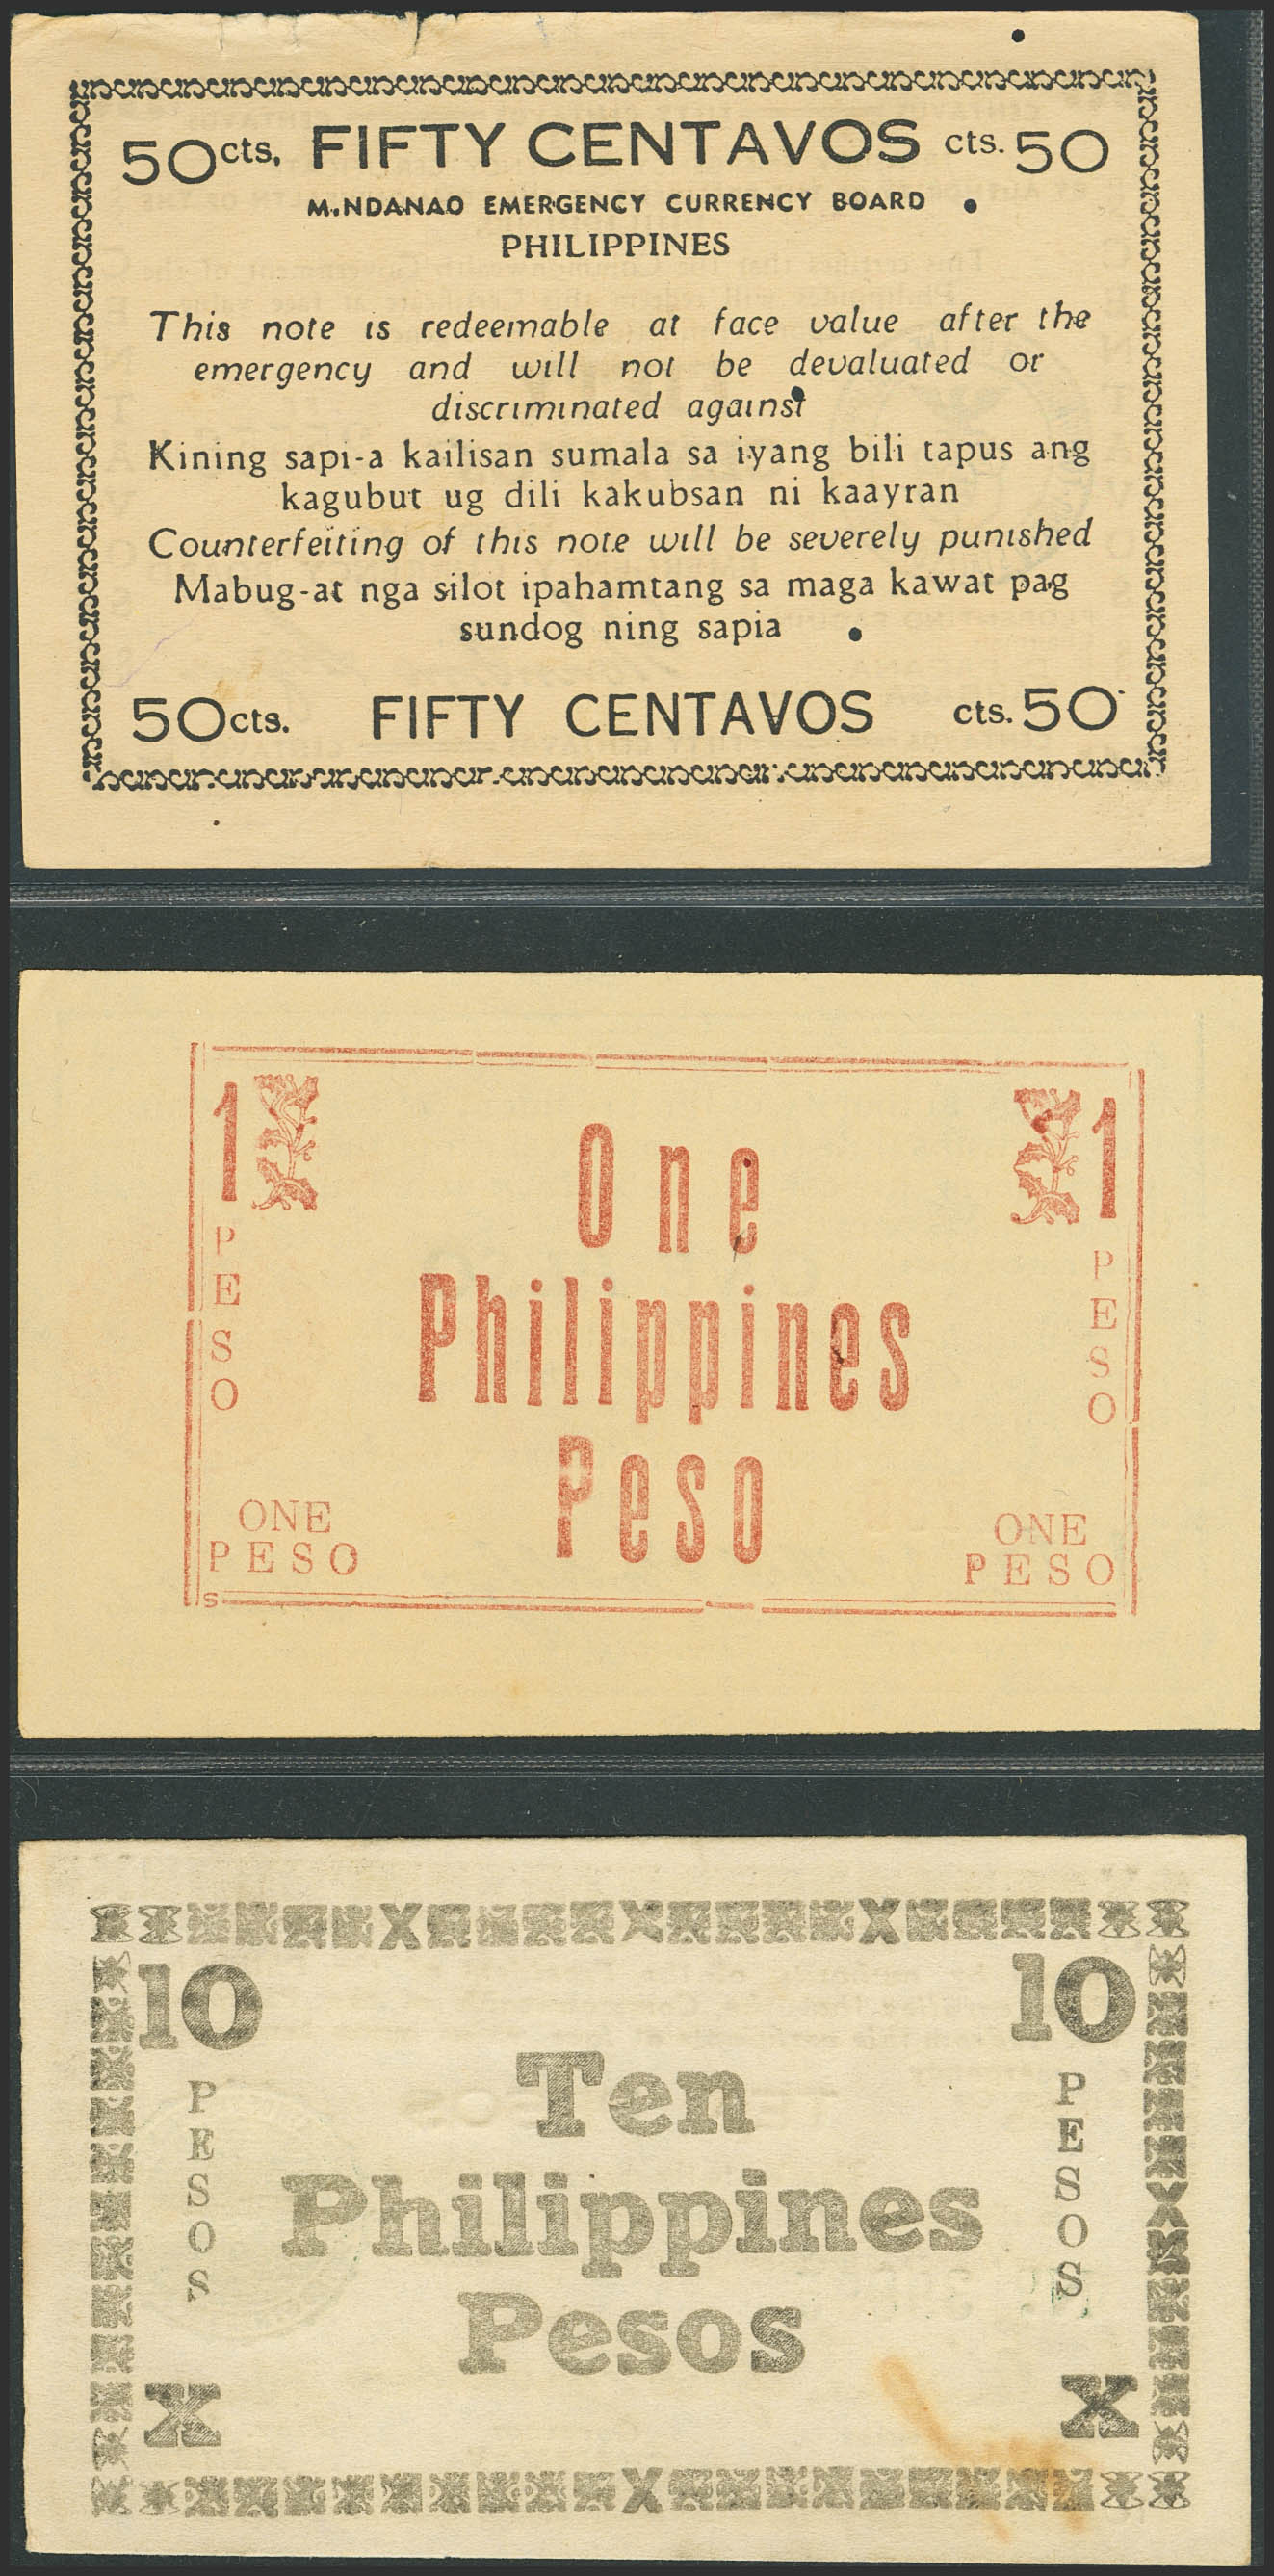 50cts. FIFTY CENTAVOS cts. 50
M.NDANAO EMERGENCY CURRENCY BOARD
PHILIPPINES
This note is redeemable at face value after the
emergency and will not be devaluated or
discriminated against
Kining sapi-a kailisan sumala sa iyang bili tapus ang
kagubut ug dili kakubsan ni kaayran
Counterfeiting of this note will be severely punished
Mabug-at nga silot ipahamtang sa maga kawat pag
sundog ning sapia
50cts. FIFTY CENTAVOS cts. 50
1
PESO
One
Philippines
Peso
1
PESO
ONE
PESO
ONE
PESO
S
10
PESOS
X
Ten
Philippines
Pesos
10
PESOS
X